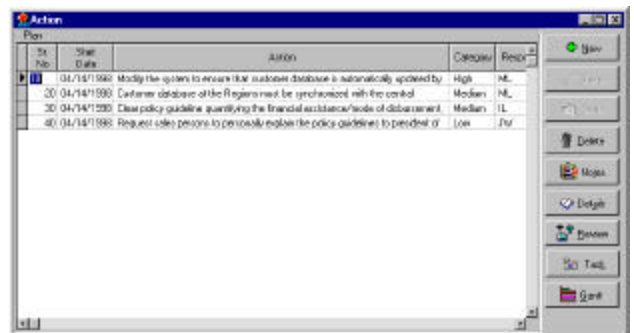 Action
Plan
Sr. No
Start Date
Action
Category
10 04/14/1998 Modify the system to ensure that customer database is automatically updated by High ML
20 04/14/1998 Customer database at the Regions must be synchronized with the central Medium ML
30 04/14/1998 Clear policy guideline quantifying the financial assistance/mode of disbursement. Medium IL
40 04/14/1998 Request sales persons to personally explain the policy guidelines to president of Low JW
New
Delete
Notes
Details
Review
Gantt